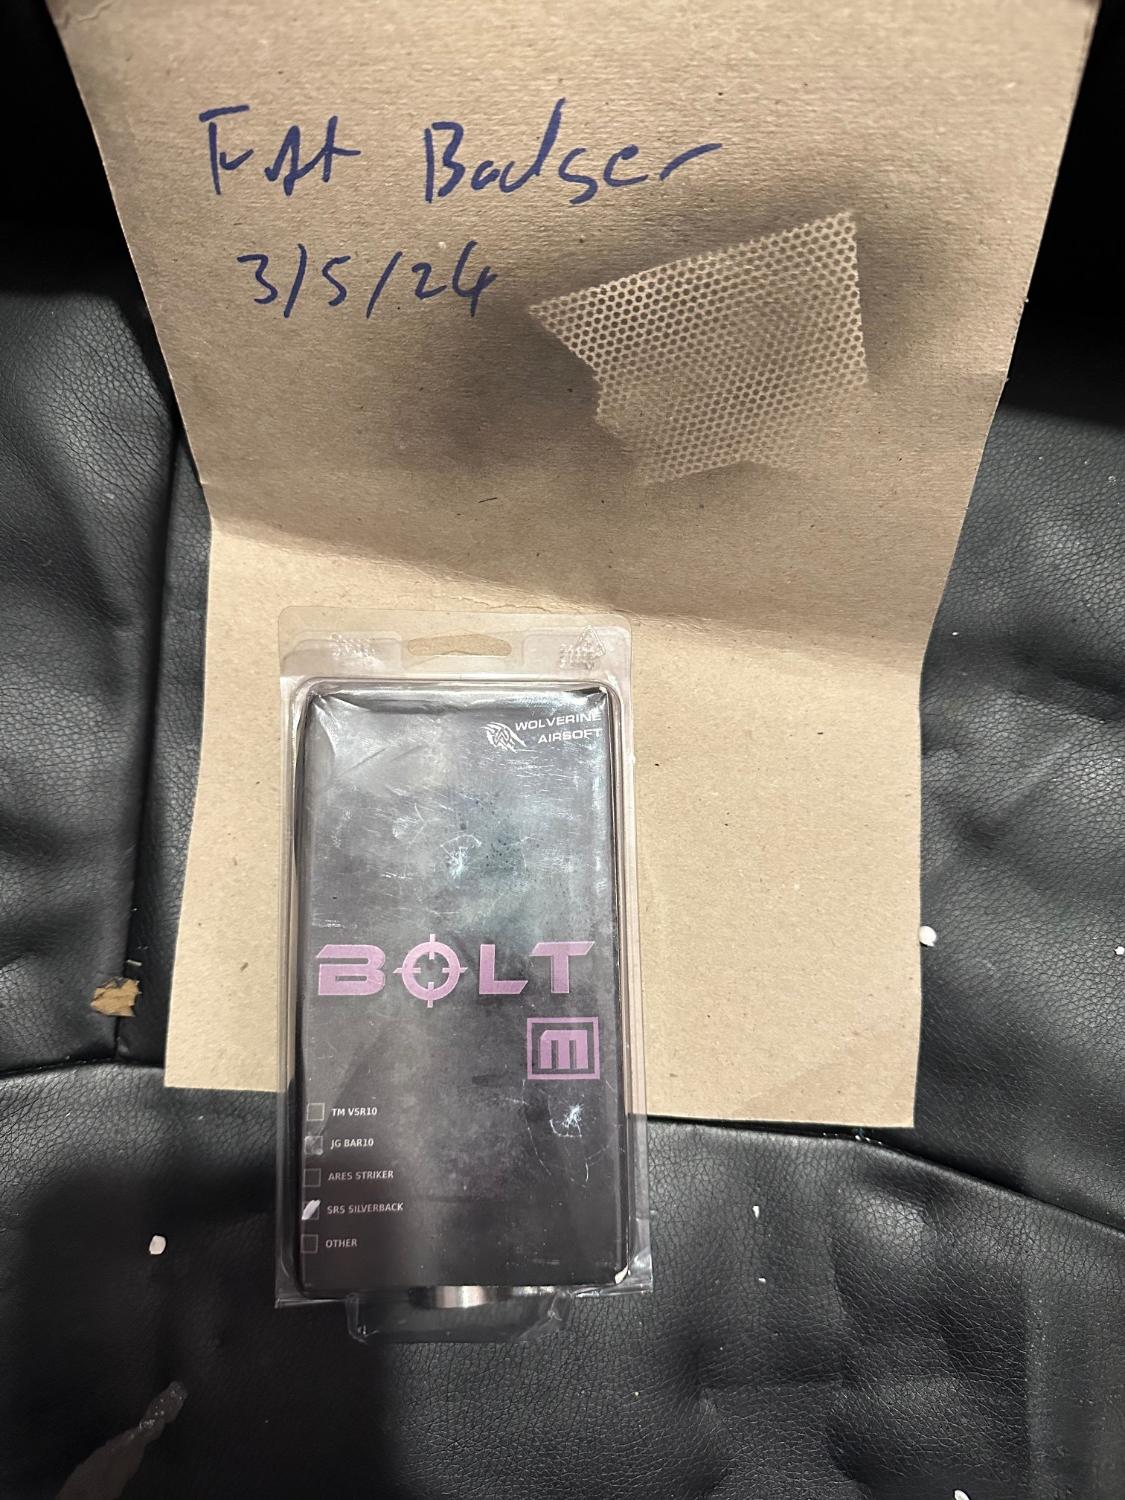 Fat Badger
3/5/24
WOLVERINE
AIRSOFT
BOLT
M
TM VSR10
JG BAR10
ARES STRIKER
SRS SILVERBACK
OTHER